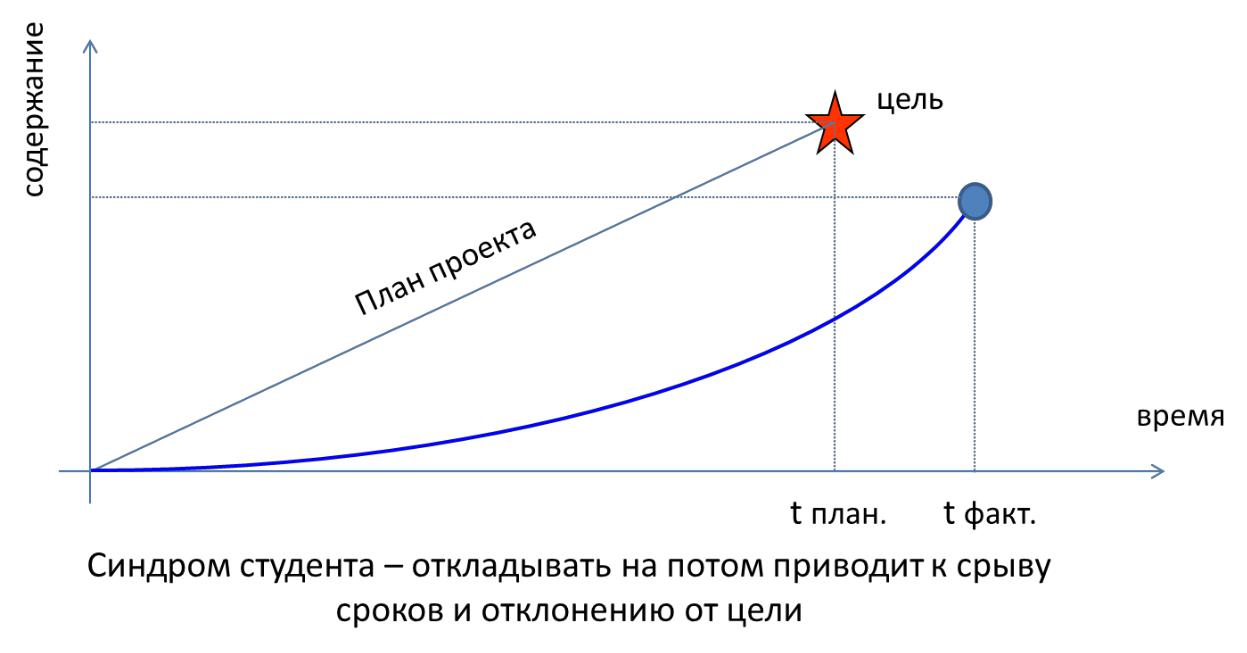 содержание
цель
План проекта
время
t план.
t факт.
Синдром студента – откладывать на потом приводит к срыву
сроков и отклонению от цели